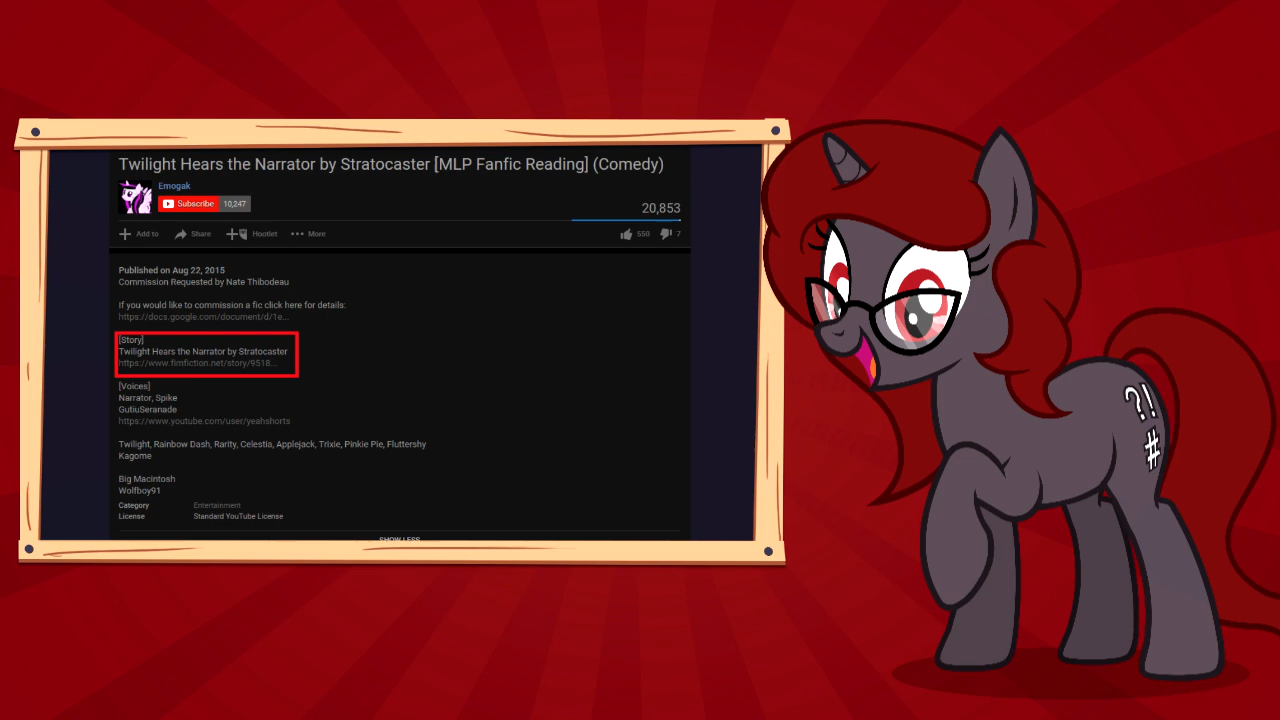 Twilight Hears the Narrator by Stratocaster [MLP Fanfic Reading] (Comedy)
Emogak
Subscribe 10,247
20,853
Add to Share Hootlet More 550 7
Published on Aug 22, 2015
Commission Requested by Nate Thibodeau
If you would like to commission a fic click here for details:
https://docs.google.com/document/d/1e...
[Story]
Twilight Hears the Narrator by Stratocaster
https://www.fimfiction.net/story/9518...
[Voices]
Narrator, Spike
GutiuSeranade
https://www.youtube.com/user/yeahshorts
Twilight, Rainbow Dash, Rarity, Celestia, Applejack, Trixie, Pinkie Pie, Fluttershy
Kagome
Big Macintosh
Wolfboy91
Category Entertainment
License Standard YouTube License
SHOW LESS
?!
#